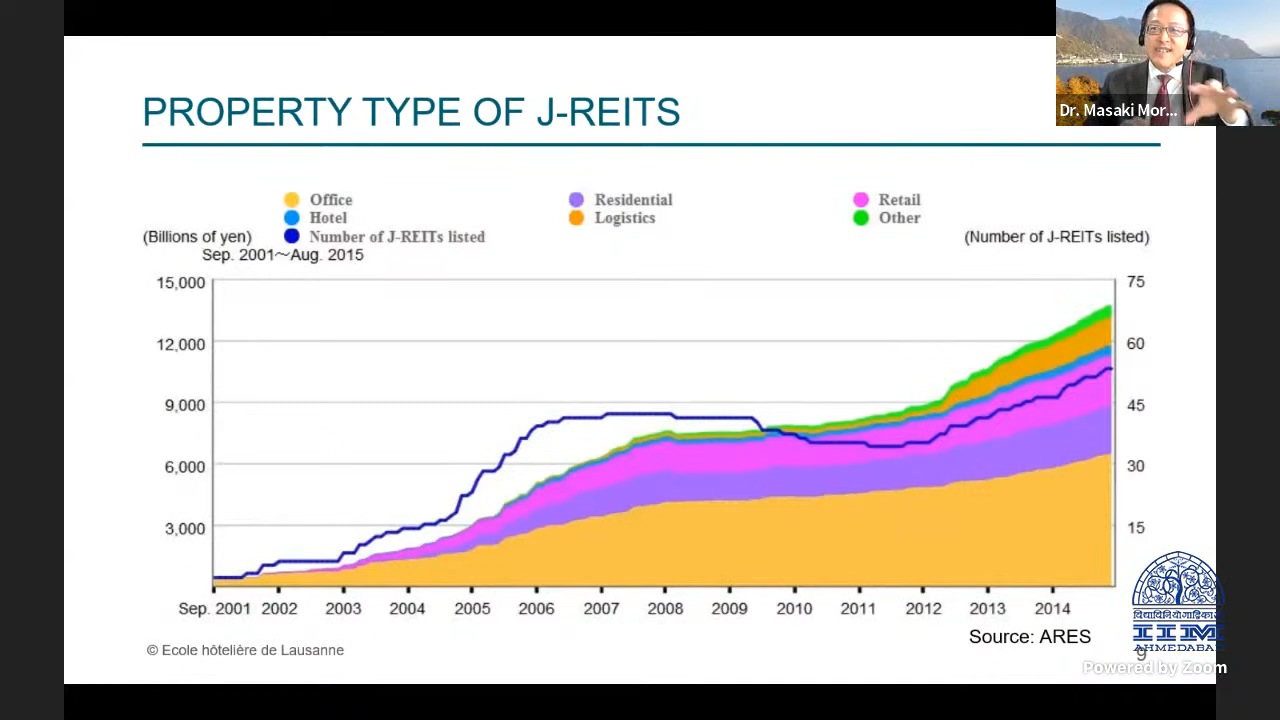 Dr. Masaki Mor...
PROPERTY TYPE OF J-REITS
Office Residential Retail
Hotel Logistics Other
(Billions of yen) Number of J-REITs listed (Number of J-REITs listed)
Sep. 2001～Aug. 2015
15,000 75
12,000 60
9,000 45
6,000 30
3,000 15
Sep. 2001 2002 2003 2004 2005 2006 2007 2008 2009 2010 2011 2012 2013 2014
विद्याविनियोगाद्विकासः
Source: ARES
IIM
AHMEDABAD
© Ecole hôtelière de Lausanne
9
Powered by Zoom